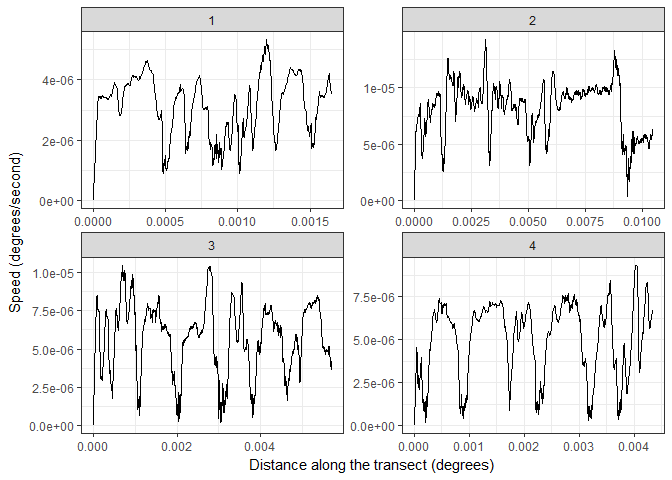 1
2
4e-06
2e-06
0e+00
1e-05
5e-06
0e+00
0.0000
0.0005
0.0010
0.0015
0.0000
0.0025
0.0050
0.0075
0.0100
Speed (degrees/second)
3
4
1.0e-05
7.5e-06
5.0e-06
2.5e-06
0.0e+00
7.5e-06
5.0e-06
2.5e-06
0.0e+00
0.000
0.002
0.004
0.000
0.001
0.002
0.003
0.004
Distance along the transect (degrees)